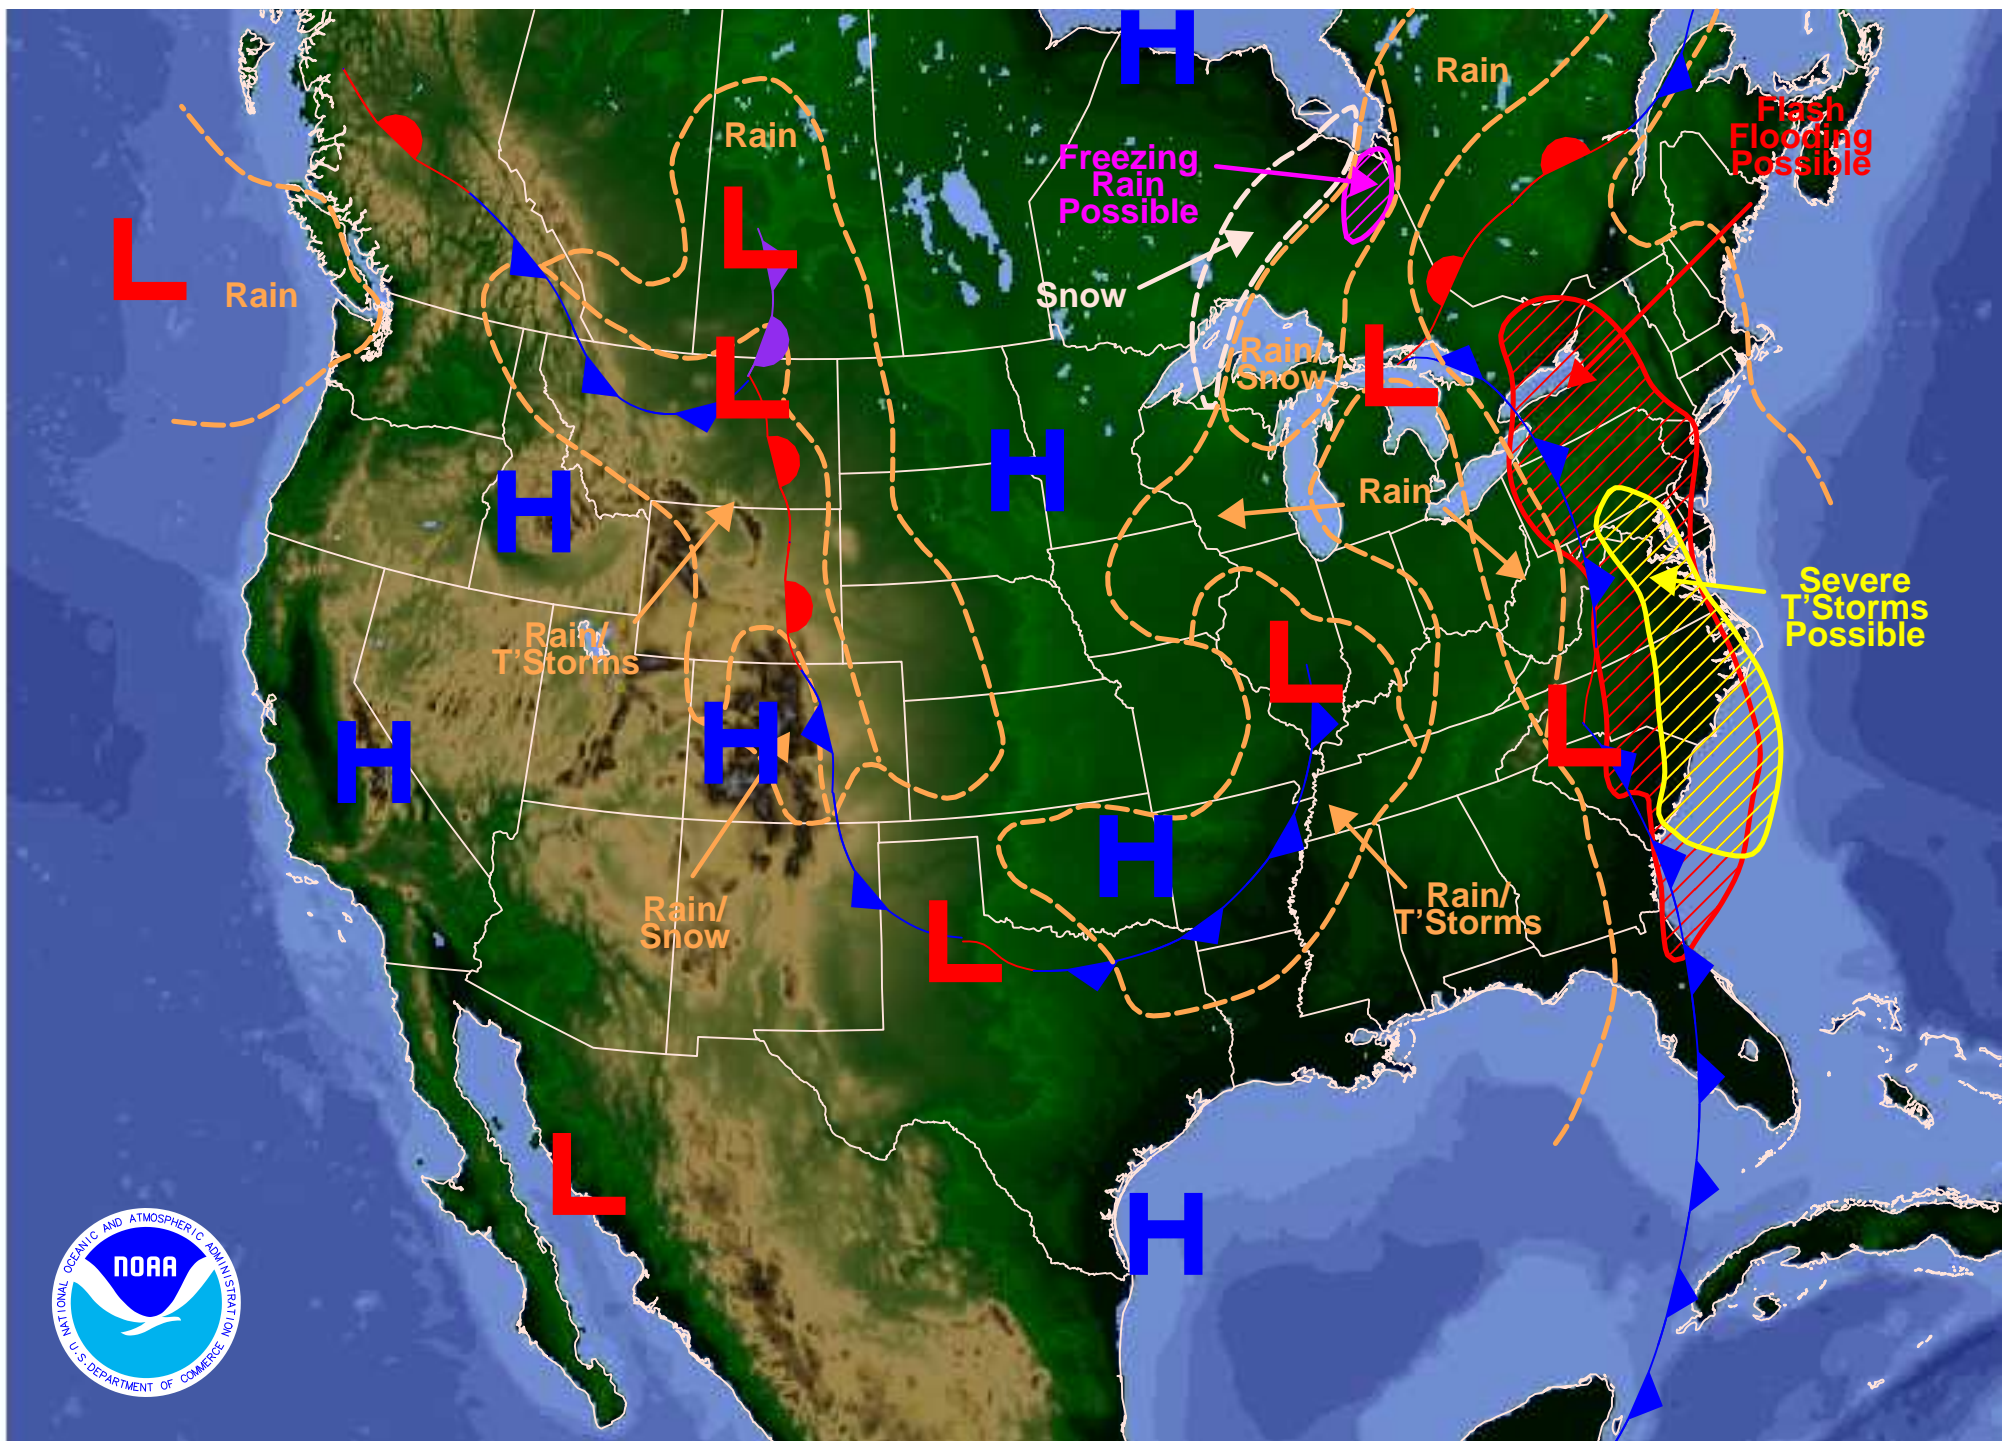 H
Rain
Flash
Flooding
Possible
Rain
Freezing
Rain
Possible
L
L
Rain
Snow
L
Rain/
Snow
L
H
H
Rain
Severe
T'Storms
Possible
Rain/
T'Storms
L
L
H
H
H
Rain/
Snow
L
Rain/
T'Storms
L
H
NATIONAL OCEANIC AND ATMOSPHERIC ADMINISTRATION
NOAA
U.S. DEPARTMENT OF COMMERCE